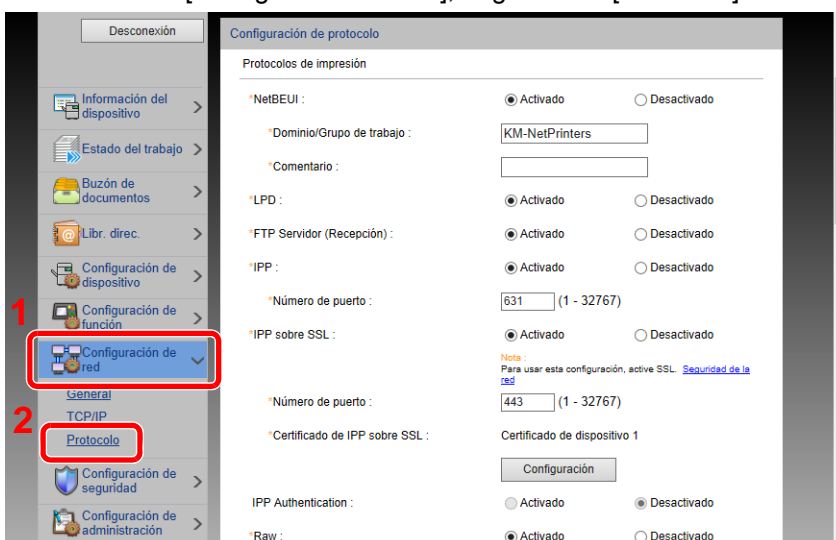 Desconexión
Configuración de protocolo
Protocolos de impresión
Información del
dispositivo
Estado del trabajo
Buzón de
documentos
Libr. direc.
Configuración de
dispositivo
1
Configuración de
función
Configuración de
red
General
TCP/IP
2
Protocolo
Configuración de
seguridad
Configuración de
administración
*NetBEUI : Activado Desactivado
*Dominio/Grupo de trabajo : KM-NetPrinters
*Comentario :
*LPD : Activado Desactivado
*FTP Servidor (Recepción) : Activado Desactivado
*IPP : Activado Desactivado
*Número de puerto : 631 (1 - 32767)
*IPP sobre SSL : Activado Desactivado
Nota :
Para usar esta configuración, active SSL. Seguridad de la
red
*Número de puerto : 443 (1 - 32767)
*Certificado de IPP sobre SSL : Certificado de dispositivo 1
Configuración
IPP Authentication : Activado Desactivado
*Raw : Activado Desactivado